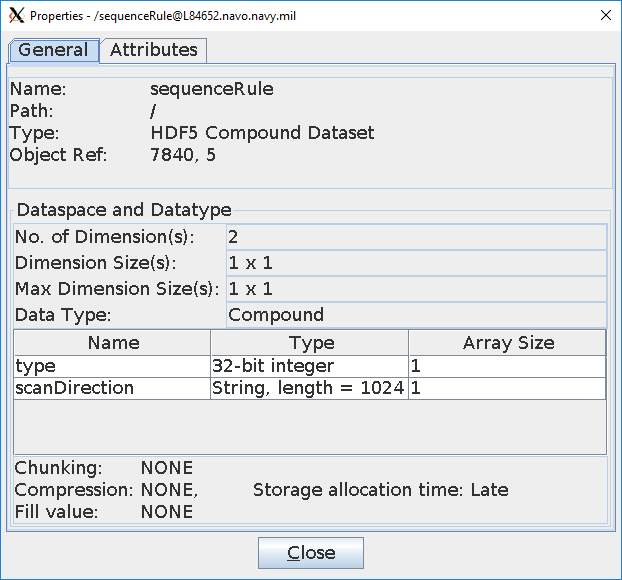 Properties - /sequenceRule@L84652.navo.navy.mil
General Attributes
Name: sequenceRule
Path: /
Type: HDF5 Compound Dataset
Object Ref: 7840, 5
Dataspace and Datatype
No. of Dimension(s): 2
Dimension Size(s): 1 x 1
Max Dimension Size(s): 1 x 1
Data Type: Compound
Name Type Array Size
type 32-bit integer 1
scanDirection String, length = 1024 1
Chunking: NONE
Compression: NONE, Storage allocation time: Late
Fill value: NONE
Close